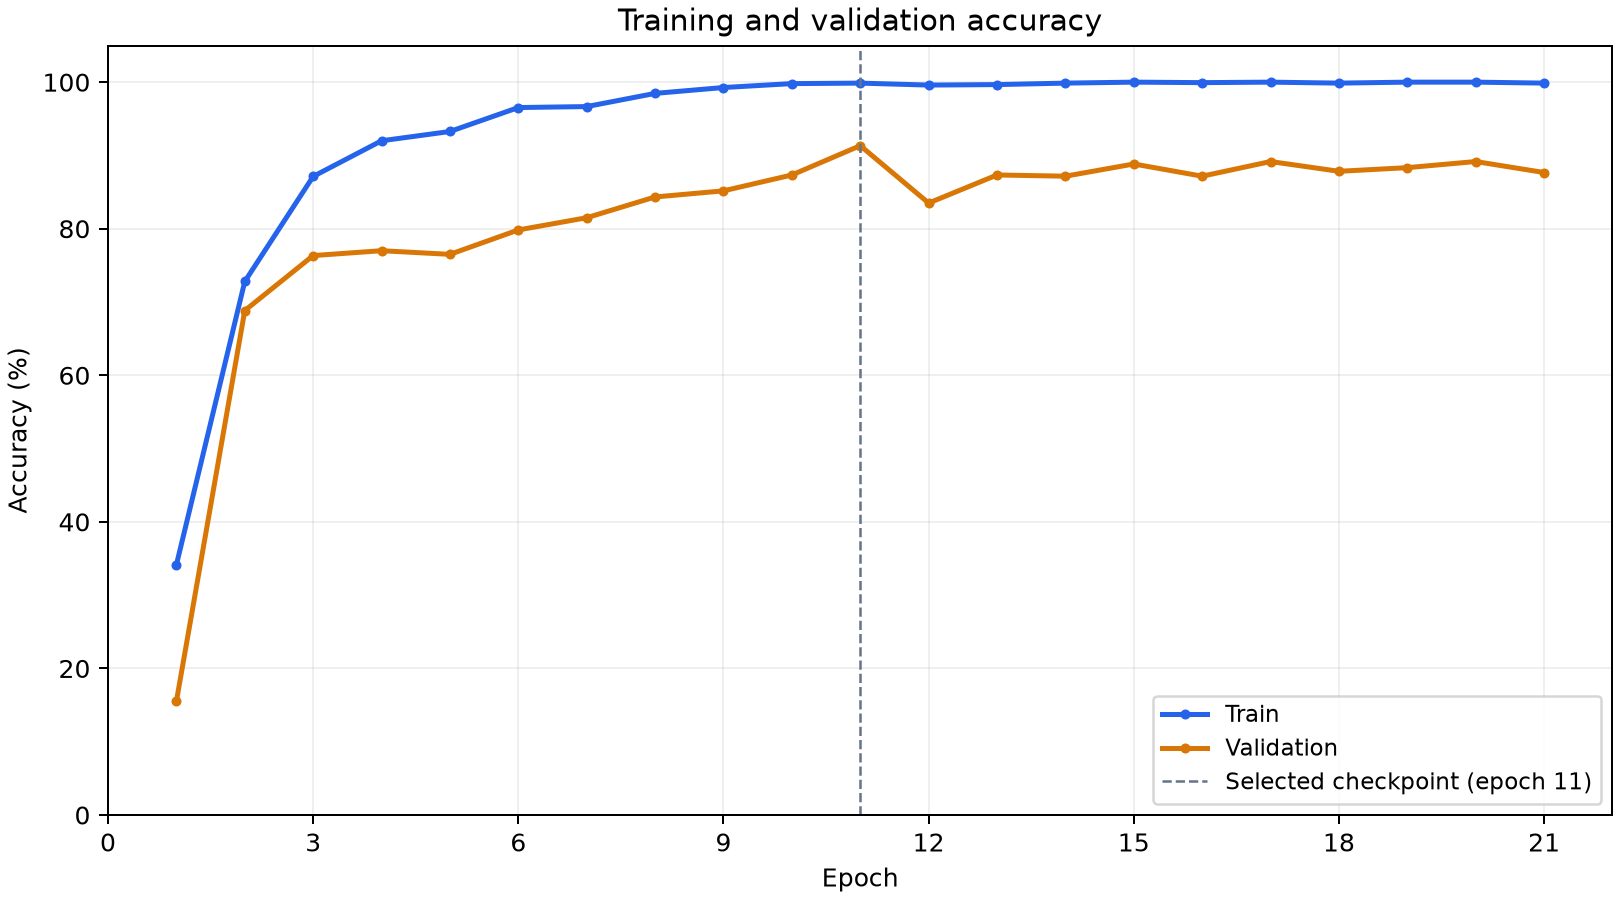 Training and validation accuracy
100
80
60
40
20
0
Accuracy (%)
0 3 6 9 12 15 18 21
Epoch
Train
Validation
Selected checkpoint (epoch 11)